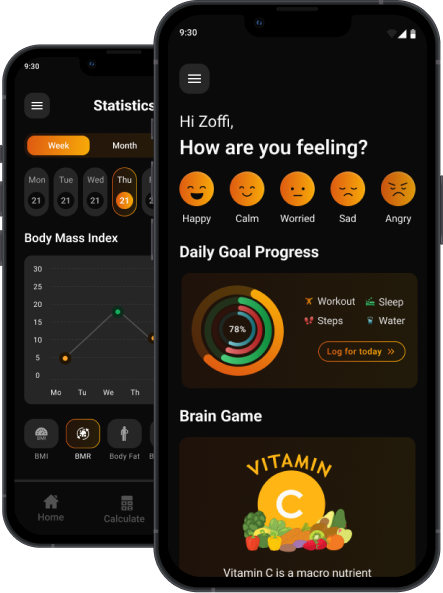 9:30
Statistics
Week Month
Mon Tue Wed Thu
21 21 21 21
Body Mass Index
30
25
20
15
10
5
0
Mo Tu We Th
BMI
BMI BMR Body Fat
Home Calculate
9:30
Hi Zoffi,
How are you feeling?
Happy Calm Worried Sad Angry
Daily Goal Progress
78%
Workout Sleep
Steps Water
Log for today »
Brain Game
VITAMIN
C
Vitamin C is a macro nutrient